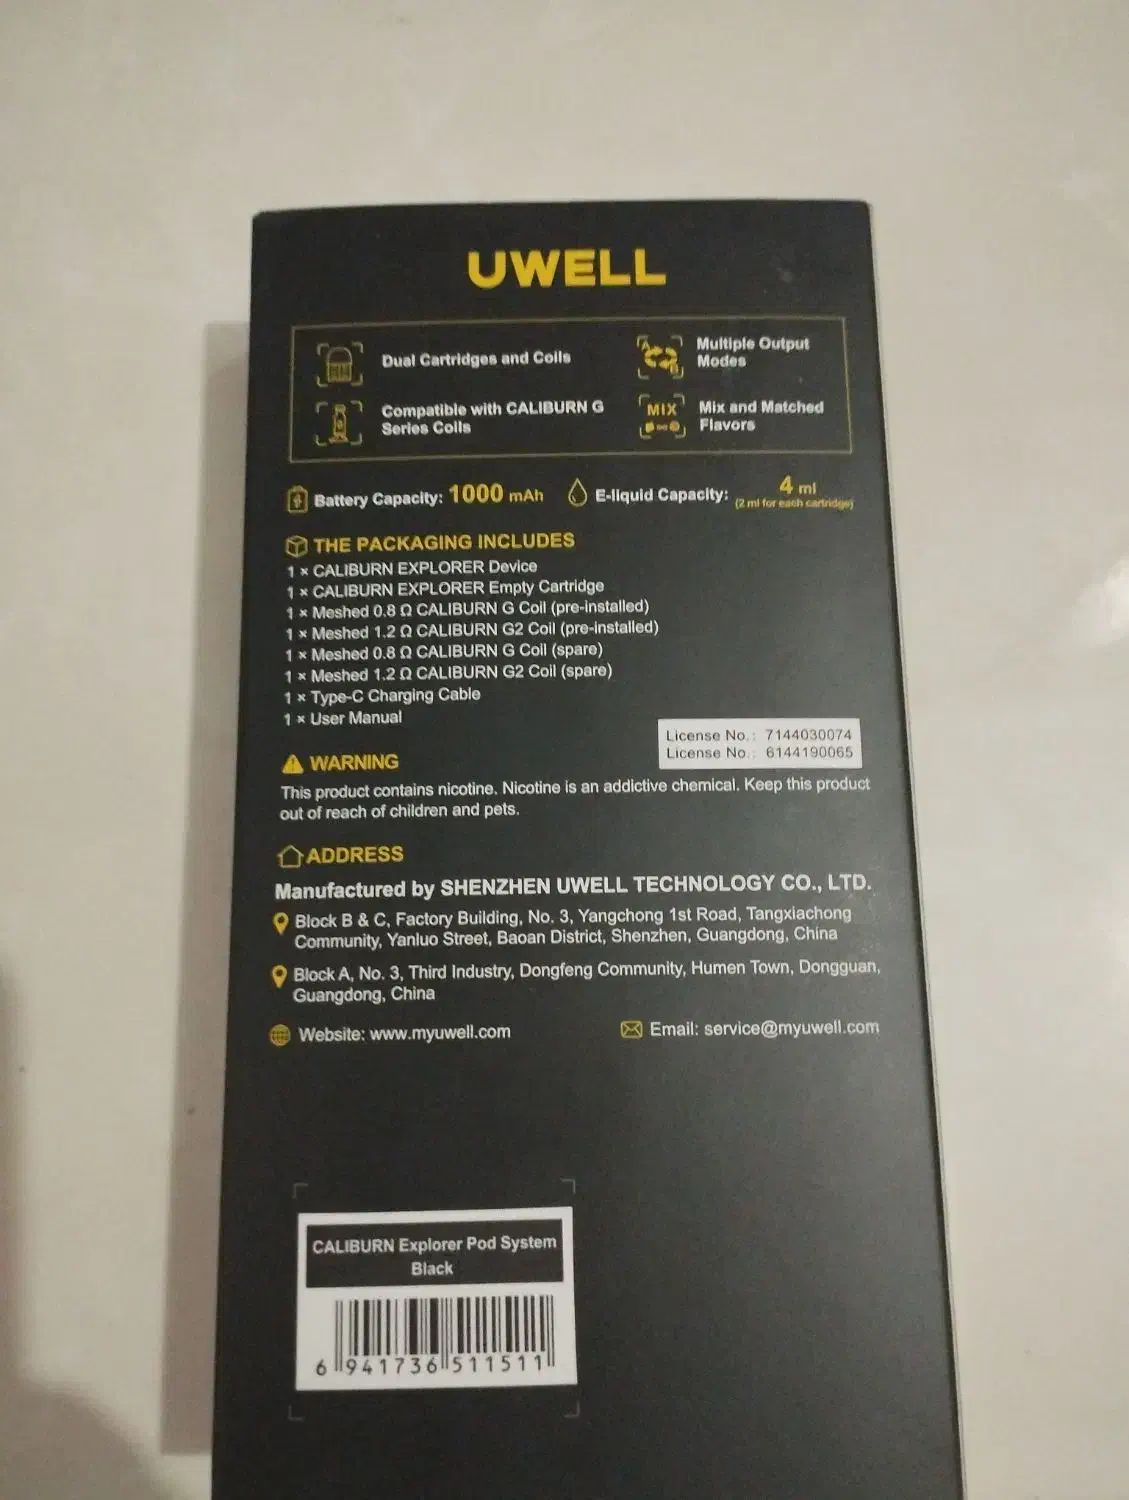 UWELL
Dual Cartridges and Coils
Multiple Output
Modes
Compatible with CALIBURN G
Series Coils
MIX
Mix and Matched
Flavors
Battery Capacity: 1000 mAh
E-liquid Capacity: 4 ml
(2 ml for each cartridge)
THE PACKAGING INCLUDES
1 × CALIBURN EXPLORER Device
1 × CALIBURN EXPLORER Empty Cartridge
1 × Meshed 0.8 Ω CALIBURN G Coil (pre-installed)
1 × Meshed 1.2 Ω CALIBURN G2 Coil (pre-installed)
1 × Meshed 0.8 Ω CALIBURN G Coil (spare)
1 × Meshed 1.2 Ω CALIBURN G2 Coil (spare)
1 × Type-C Charging Cable
1 × User Manual
License No.: 7144030074
License No.: 6144190065
WARNING
This product contains nicotine. Nicotine is an addictive chemical. Keep this product
out of reach of children and pets.
ADDRESS
Manufactured by SHENZHEN UWELL TECHNOLOGY CO., LTD.
Block B & C, Factory Building, No. 3, Yangchong 1st Road, Tangxiachong
Community, Yanluo Street, Baoan District, Shenzhen, Guangdong, China
Block A, No. 3, Third Industry, Dongfeng Community, Humen Town, Dongguan,
Guangdong, China
Website: www.myuwell.com
Email: service@myuwell.com
CALIBURN Explorer Pod System
Black
6 941736 511511